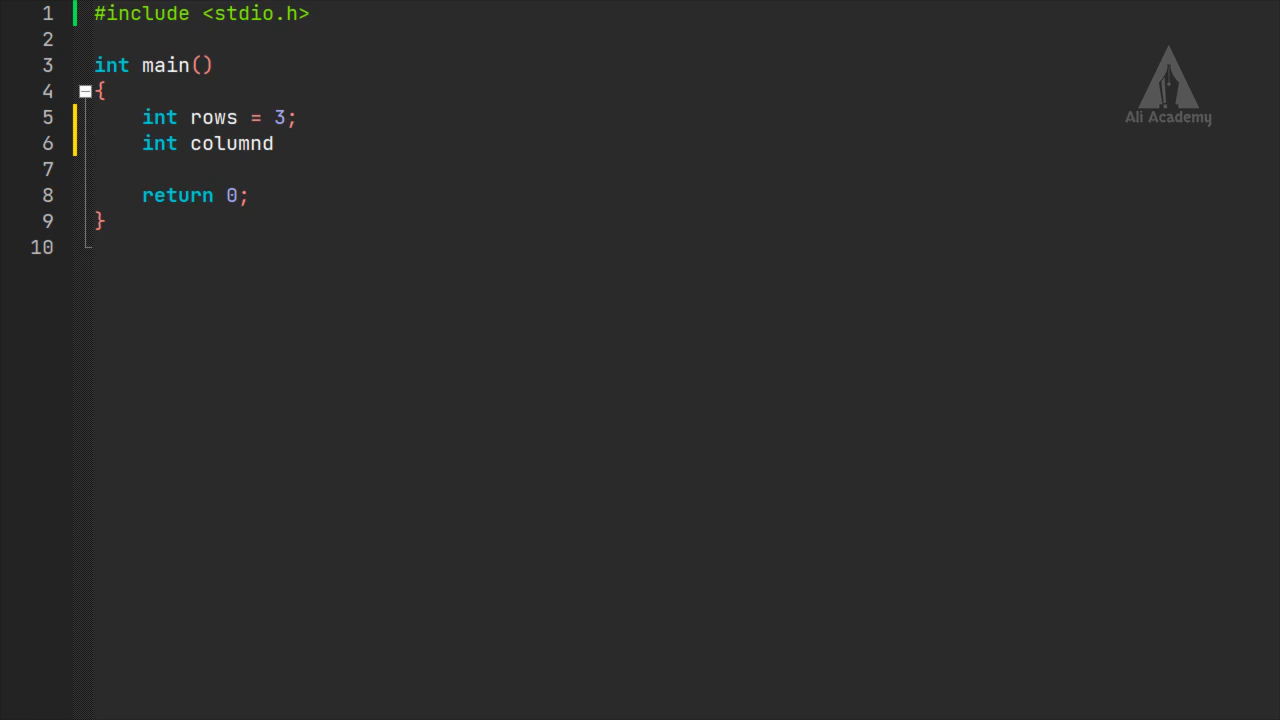 1 #include <stdio.h>
2
3 int main()
4 {
5     int rows = 3;
6     int columnd
7
8     return 0;
9 }
10
Ali Academy